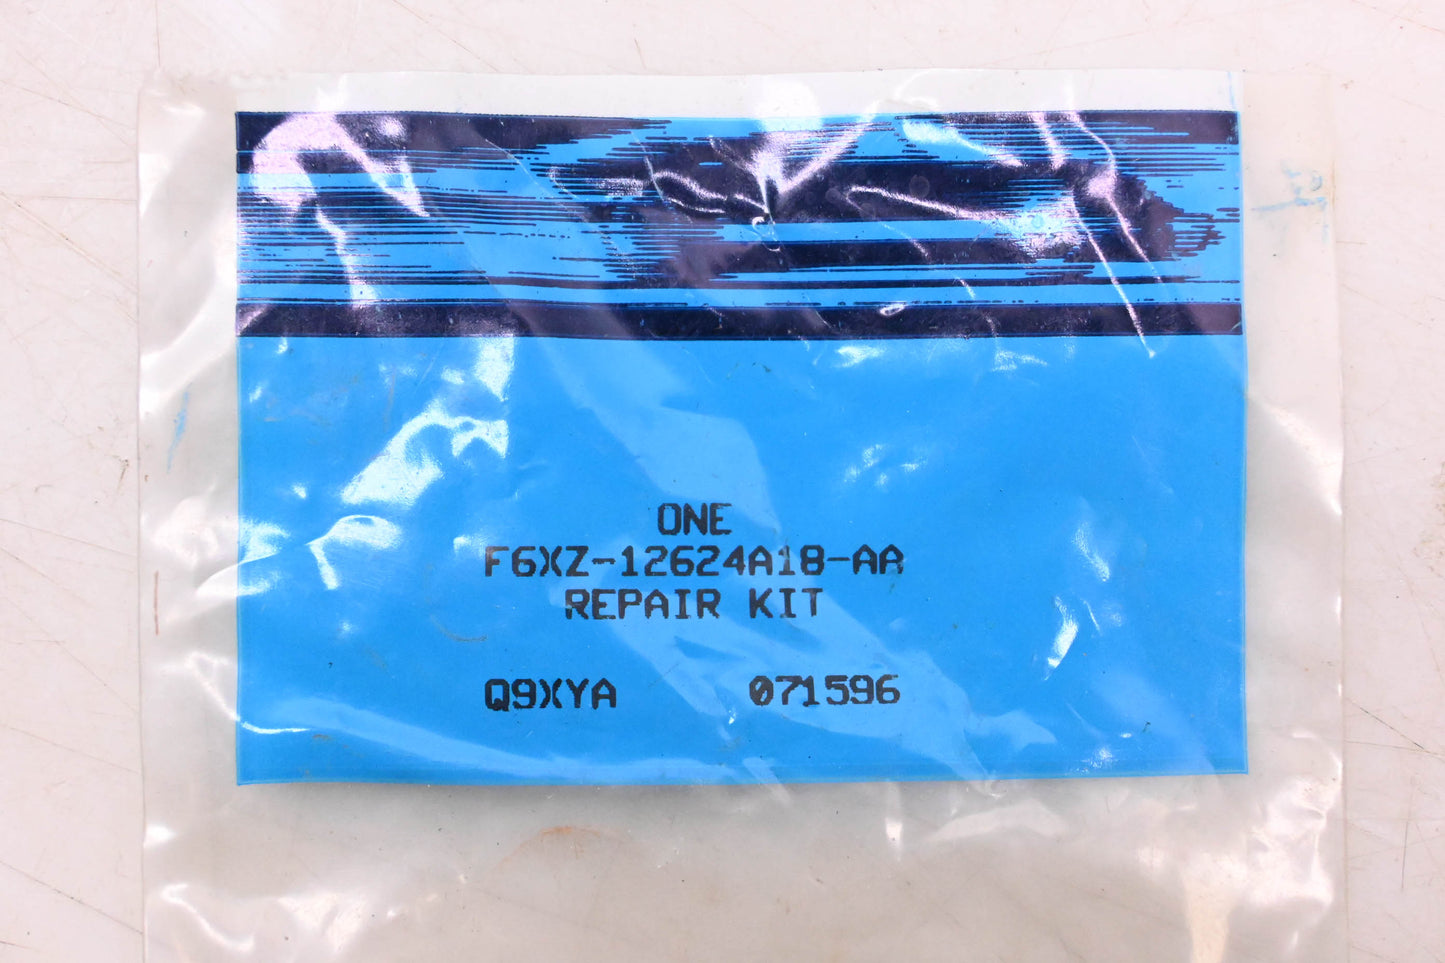 ONE
F6XZ-12624A18-AA
REPAIR KIT
Q9XYA 071596